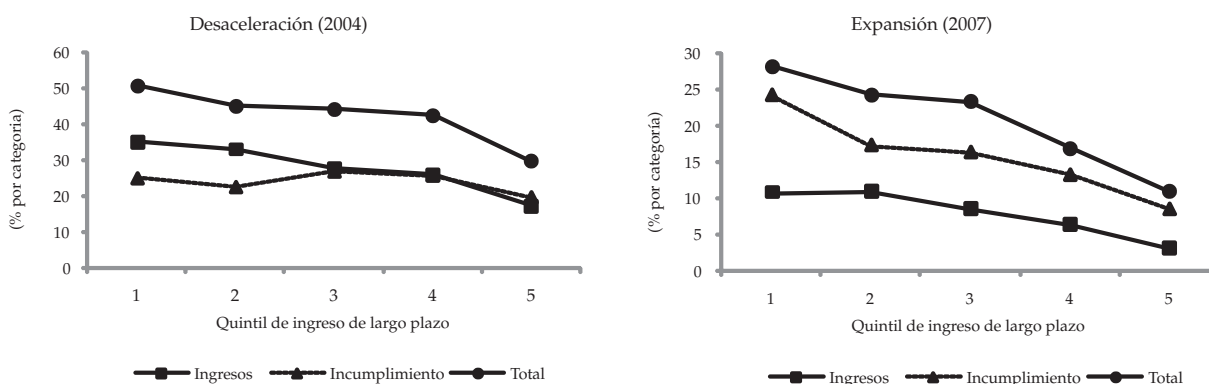 Desaceleración (2004)
(% por categoria)
60
50
40
30
20
10
0
1 2 3 4 5
Quintil de ingreso de largo plazo
Ingresos Incumplimiento Total
Expansión (2007)
(% por categoría)
30
25
20
15
10
5
0
1 2 3 4 5
Quintil de ingreso de largo plazo
Ingresos Incumplimiento Total